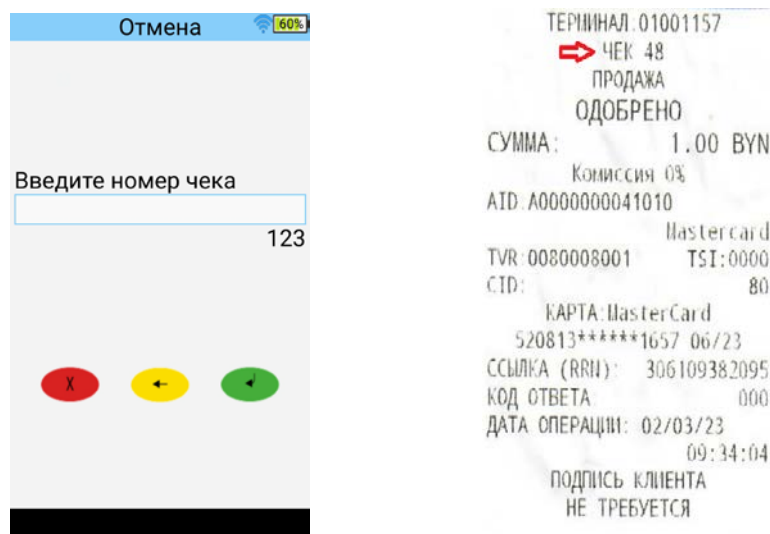 Отмена
60%
Введите номер чека
123
X
ТЕРМИНАЛ:01001157
ЧЕК 48
ПРОДАЖА
ОДОБРЕНО
СУММА: 1.00 BYN
Комиссия 0%
AID:A0000000041010
Mastercard
TVR:0080008001 TSI:0000
CID: 80
КАРТА:MasterCard
520813******1657 06/23
ССЫЛКА (RRN): 306109382095
КОД ОТВЕТА: 000
ДАТА ОПЕРАЦИИ: 02/03/23
09:34:04
ПОДПИСЬ КЛИЕНТА
НЕ ТРЕБУЕТСЯ